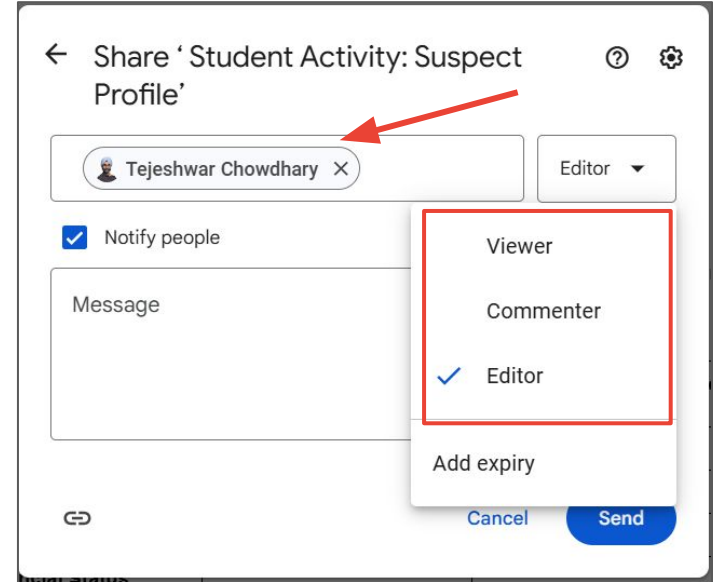 Share ‘ Student Activity: Suspect
Profile’
Tejeshwar Chowdhary
Editor
Notify people
Viewer
Message
Commenter
Editor
Add expiry
Cancel
Send